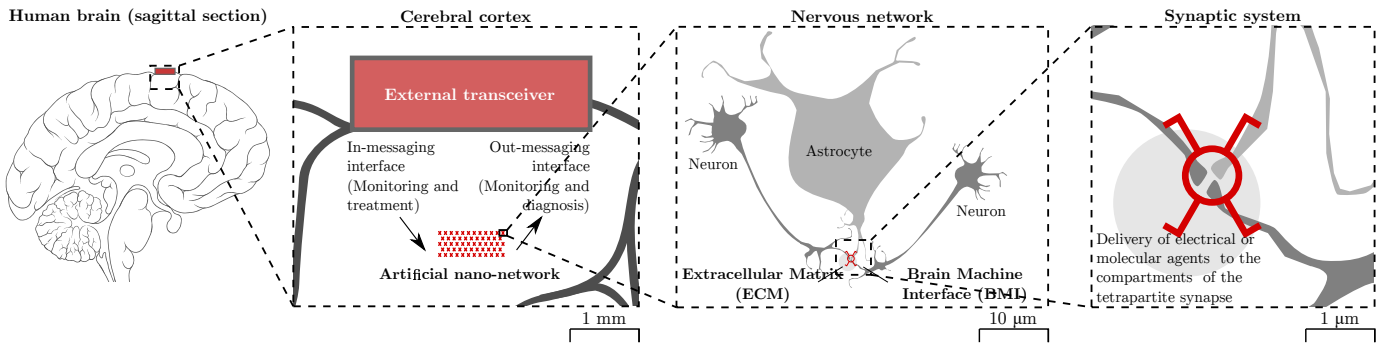 Human brain (sagittal section)
Cerebral cortex
External transceiver
In-messaging
interface
(Monitoring and
treatment)
Out-messaging
interface
(Monitoring and
diagnosis)
Artificial nano-network
1 mm
Nervous network
Neuron
Astrocyte
Neuron
Extracellular Matrix
(ECM)
Brain Machine
Interface (BMI)
10 μm
Synaptic system
Delivery of electrical or
molecular agents to the
compartments of the
tetrapartite synapse
1 μm